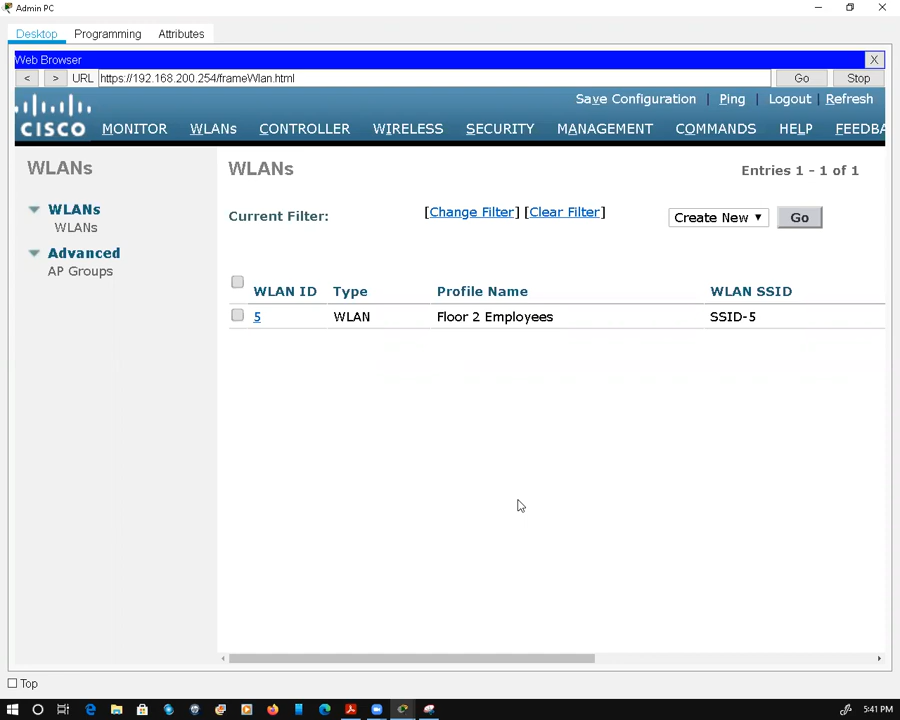 Admin PC
Desktop Programming Attributes
Web Browser X
< > URL https://192.168.200.254/frameWlan.html Go Stop
Save Configuration | Ping | Logout | Refresh
CISCO MONITOR WLANs CONTROLLER WIRELESS SECURITY MANAGEMENT COMMANDS HELP FEEDBA
WLANs
WLANs
WLANs
Advanced
AP Groups
WLANs Entries 1 - 1 of 1
Current Filter: [Change Filter] [Clear Filter] Create New Go
WLAN ID Type Profile Name WLAN SSID
5 WLAN Floor 2 Employees SSID-5
Top
5:41 PM